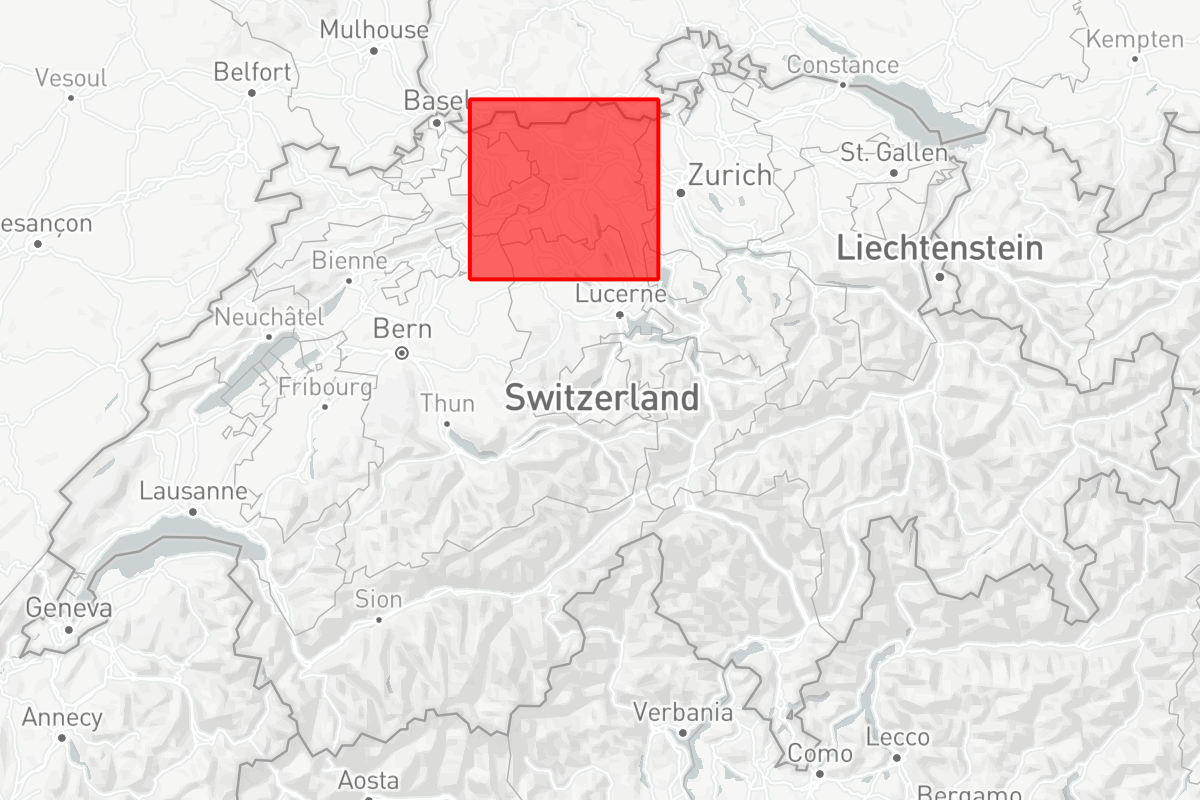 Mulhouse
Kempten
Vesoul
Belfort
Constance
Basel
St. Gallen
Zurich
esançon
Liechtenstein
Bienne
Lucerne
Neuchâtel
Bern
Fribourg
Switzerland
Thun
Lausanne
Sion
Geneva
Verbania
Annecy
Lecco
Como
Aosta
Bergamo